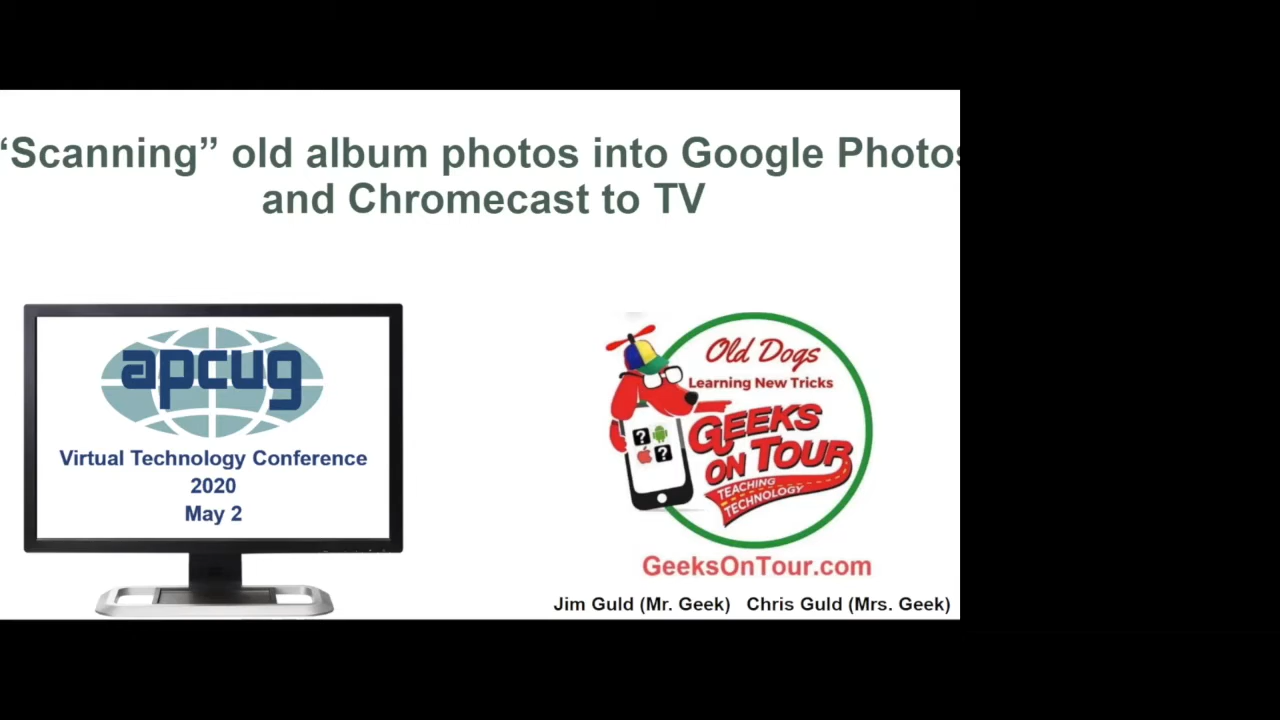 “Scanning” old album photos into Google Photos
and Chromecast to TV
apcug
Virtual Technology Conference
2020
May 2
Old Dogs
Learning New Tricks
GEEKS
ON TOUR
TEACHING
TECHNOLOGY
? ?
GeeksOnTour.com
Jim Guld (Mr. Geek) Chris Guld (Mrs. Geek)